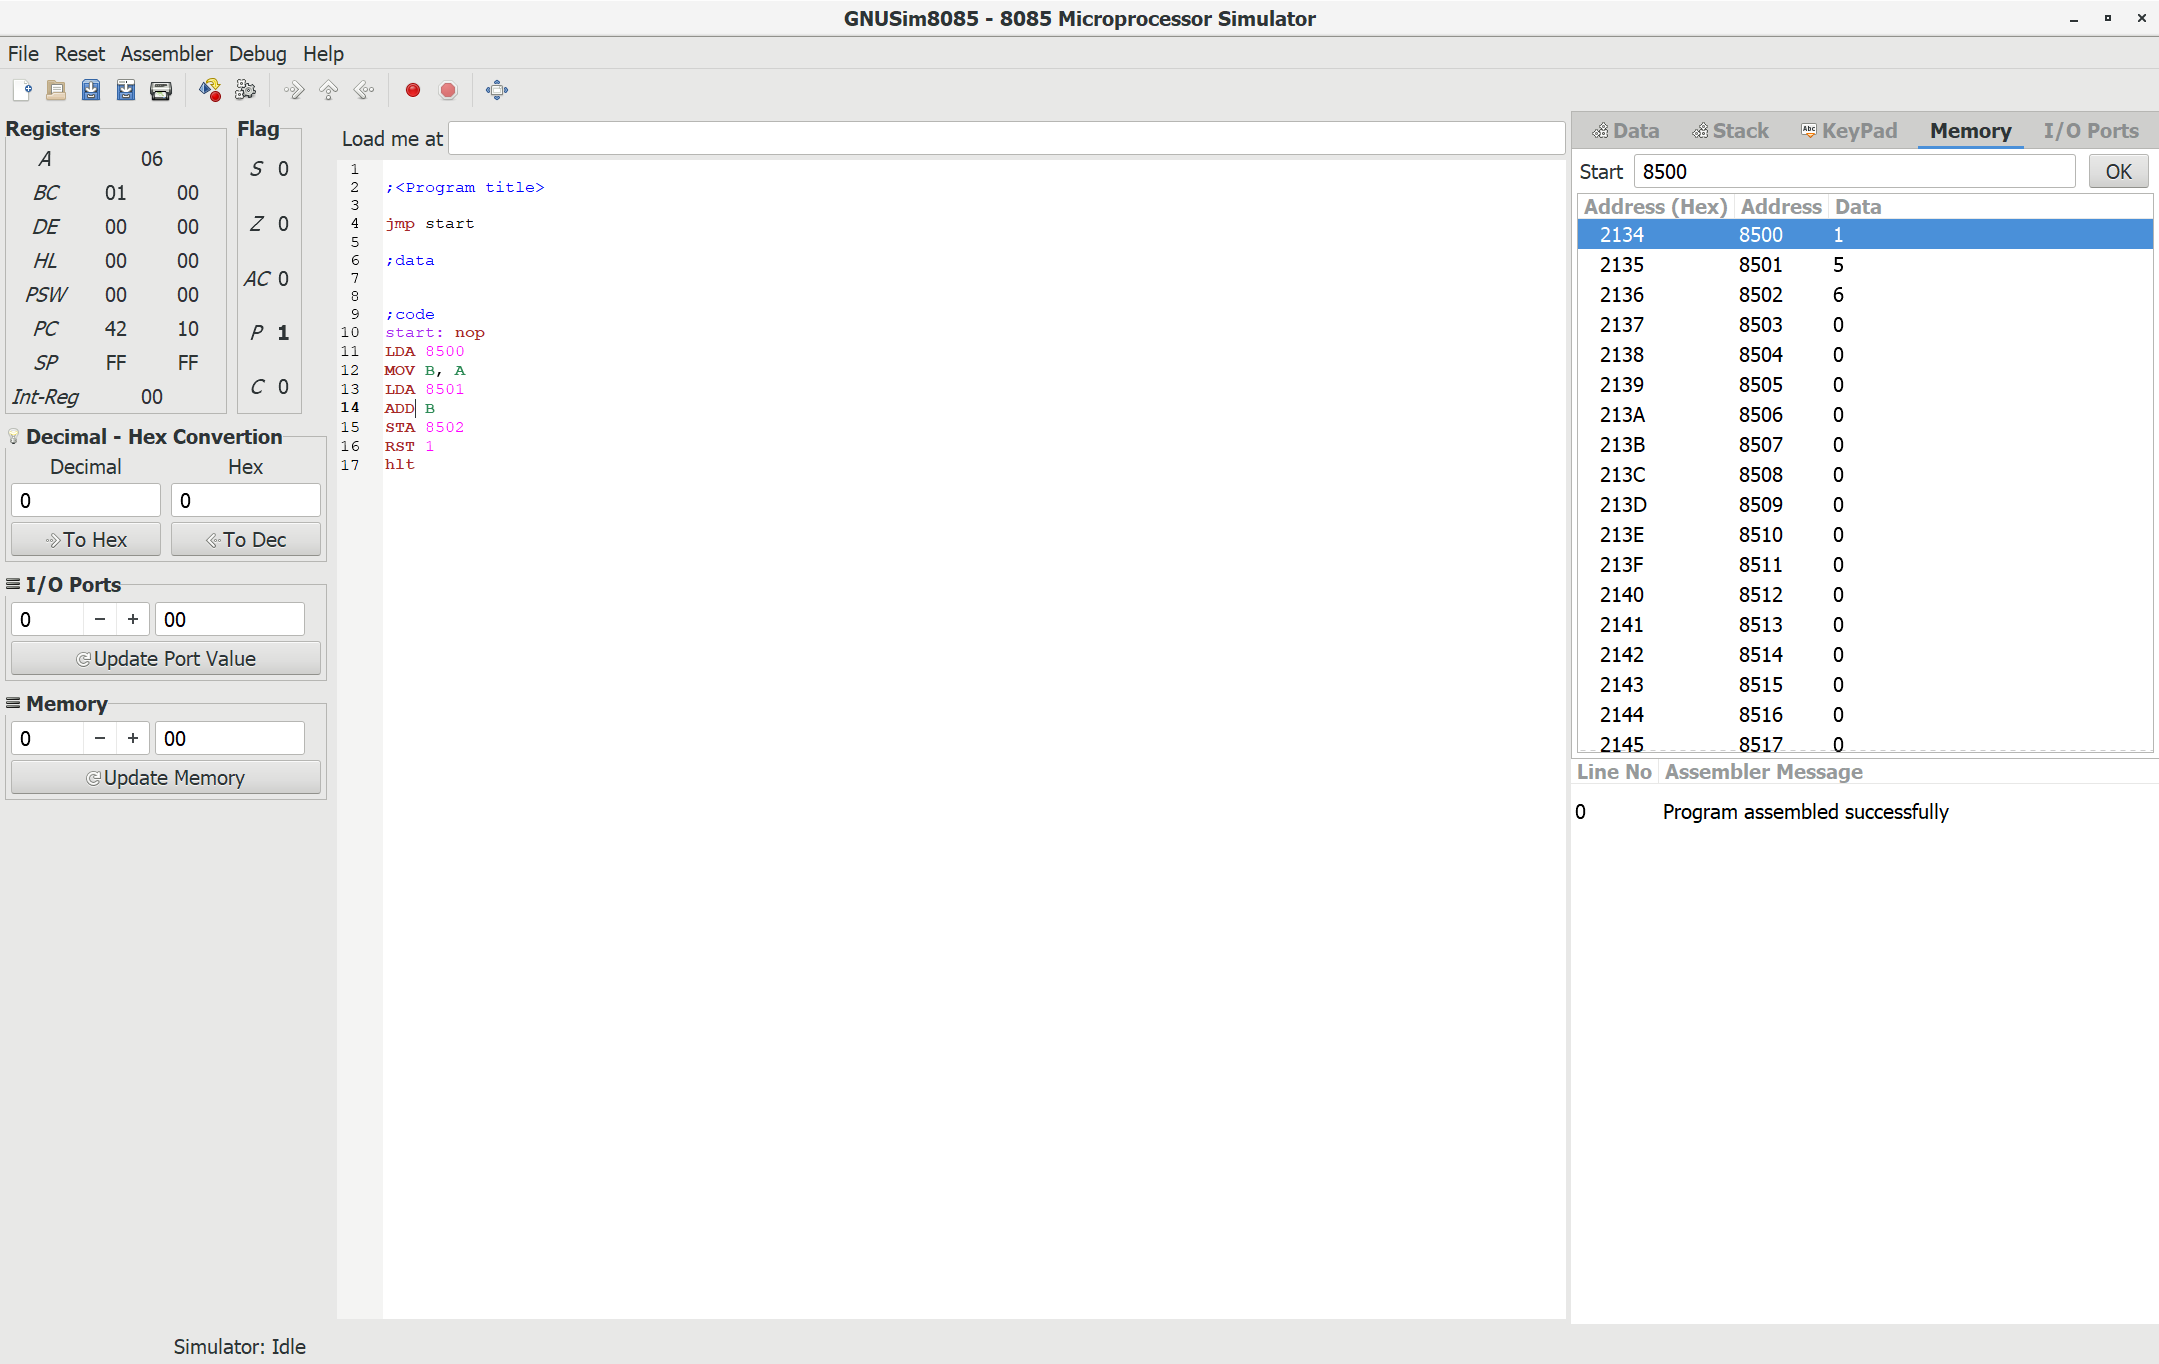 GNUSim8085 - 8085 Microprocessor Simulator
File Reset Assembler Debug Help
Registers
A 06
BC 01 00
DE 00 00
HL 00 00
PSW 00 00
PC 42 10
SP FF FF
Int-Reg 00
Flag
S 0
Z 0
AC 0
P 1
C 0
Decimal - Hex Convertion
Decimal Hex
0 0
To Hex To Dec
I/O Ports
0 − + 00
Update Port Value
Memory
0 − + 00
Update Memory
Load me at
1
2 ;<Program title>
3
4 jmp start
5
6 ;data
7
8
9 ;code
10 start: nop
11 LDA 8500
12 MOV B, A
13 LDA 8501
14 ADD B
15 STA 8502
16 RST 1
17 hlt
Data Stack Abc KeyPad Memory I/O Ports
Start 8500 OK
Address (Hex) Address Data
2134 8500 1
2135 8501 5
2136 8502 6
2137 8503 0
2138 8504 0
2139 8505 0
213A 8506 0
213B 8507 0
213C 8508 0
213D 8509 0
213E 8510 0
213F 8511 0
2140 8512 0
2141 8513 0
2142 8514 0
2143 8515 0
2144 8516 0
2145 8517 0
Line No Assembler Message
0 Program assembled successfully
Simulator: Idle